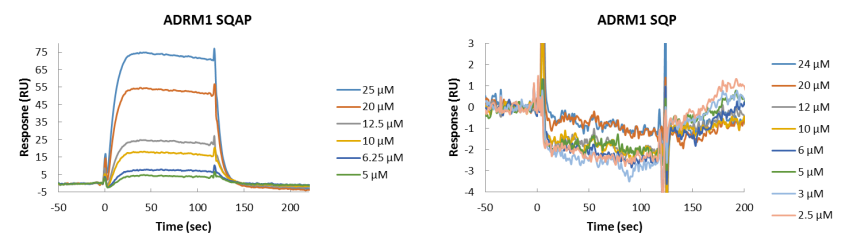 ADRM1 SQAP
Resposne (RU)
75
65
55
45
35
25
15
5
-5
-50
0
50
100
150
200
Time (sec)
25 µM
20 µM
12.5 µM
10 µM
6.25 µM
5 µM
ADRM1 SQP
Response (RU)
3
2
1
0
-1
-2
-3
-4
-50
0
50
100
150
200
Time (sec)
24 µM
20 µM
12 µM
10 µM
6 µM
5 µM
3 µM
2.5 µM